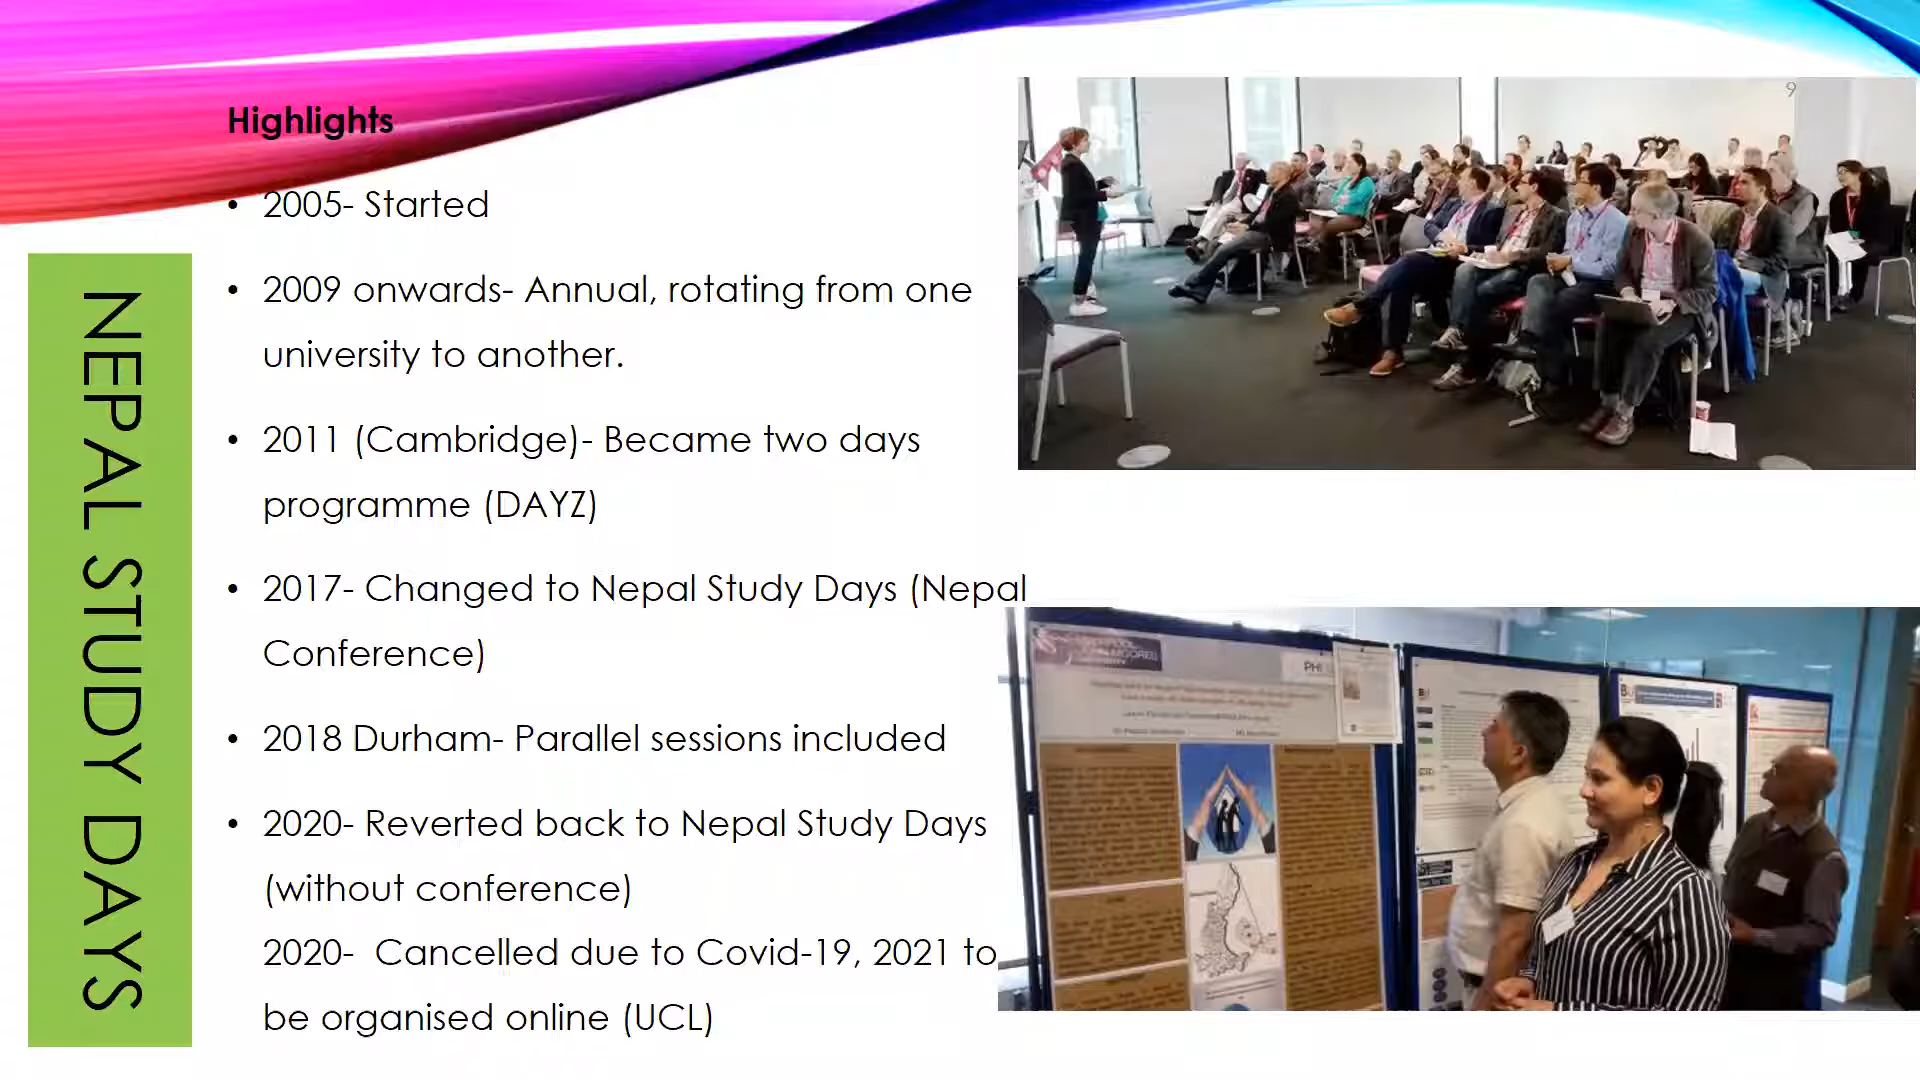 9
Highlights
• 2005- Started
• 2009 onwards- Annual, rotating from one
university to another.
• 2011 (Cambridge)- Became two days
programme (DAYZ)
• 2017- Changed to Nepal Study Days (Nepal
Conference)
• 2018 Durham- Parallel sessions included
• 2020- Reverted back to Nepal Study Days
(without conference)
2020- Cancelled due to Covid-19, 2021 to
be organised online (UCL)
NEPAL STUDY DAYS